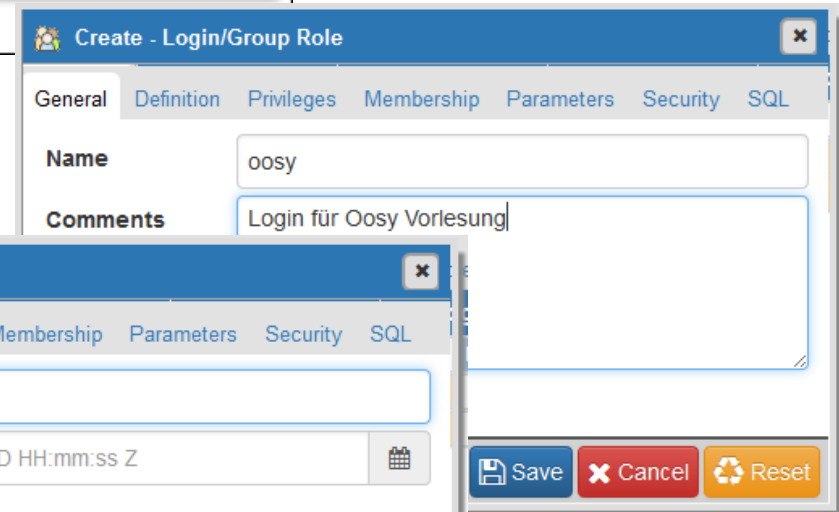 Create - Login/Group Role
General Definition Privileges Membership Parameters Security SQL
Name oosy
Comments Login für Oosy Vorlesung
Membership Parameters Security SQL
D HH:mm:ss Z
Save Cancel Reset